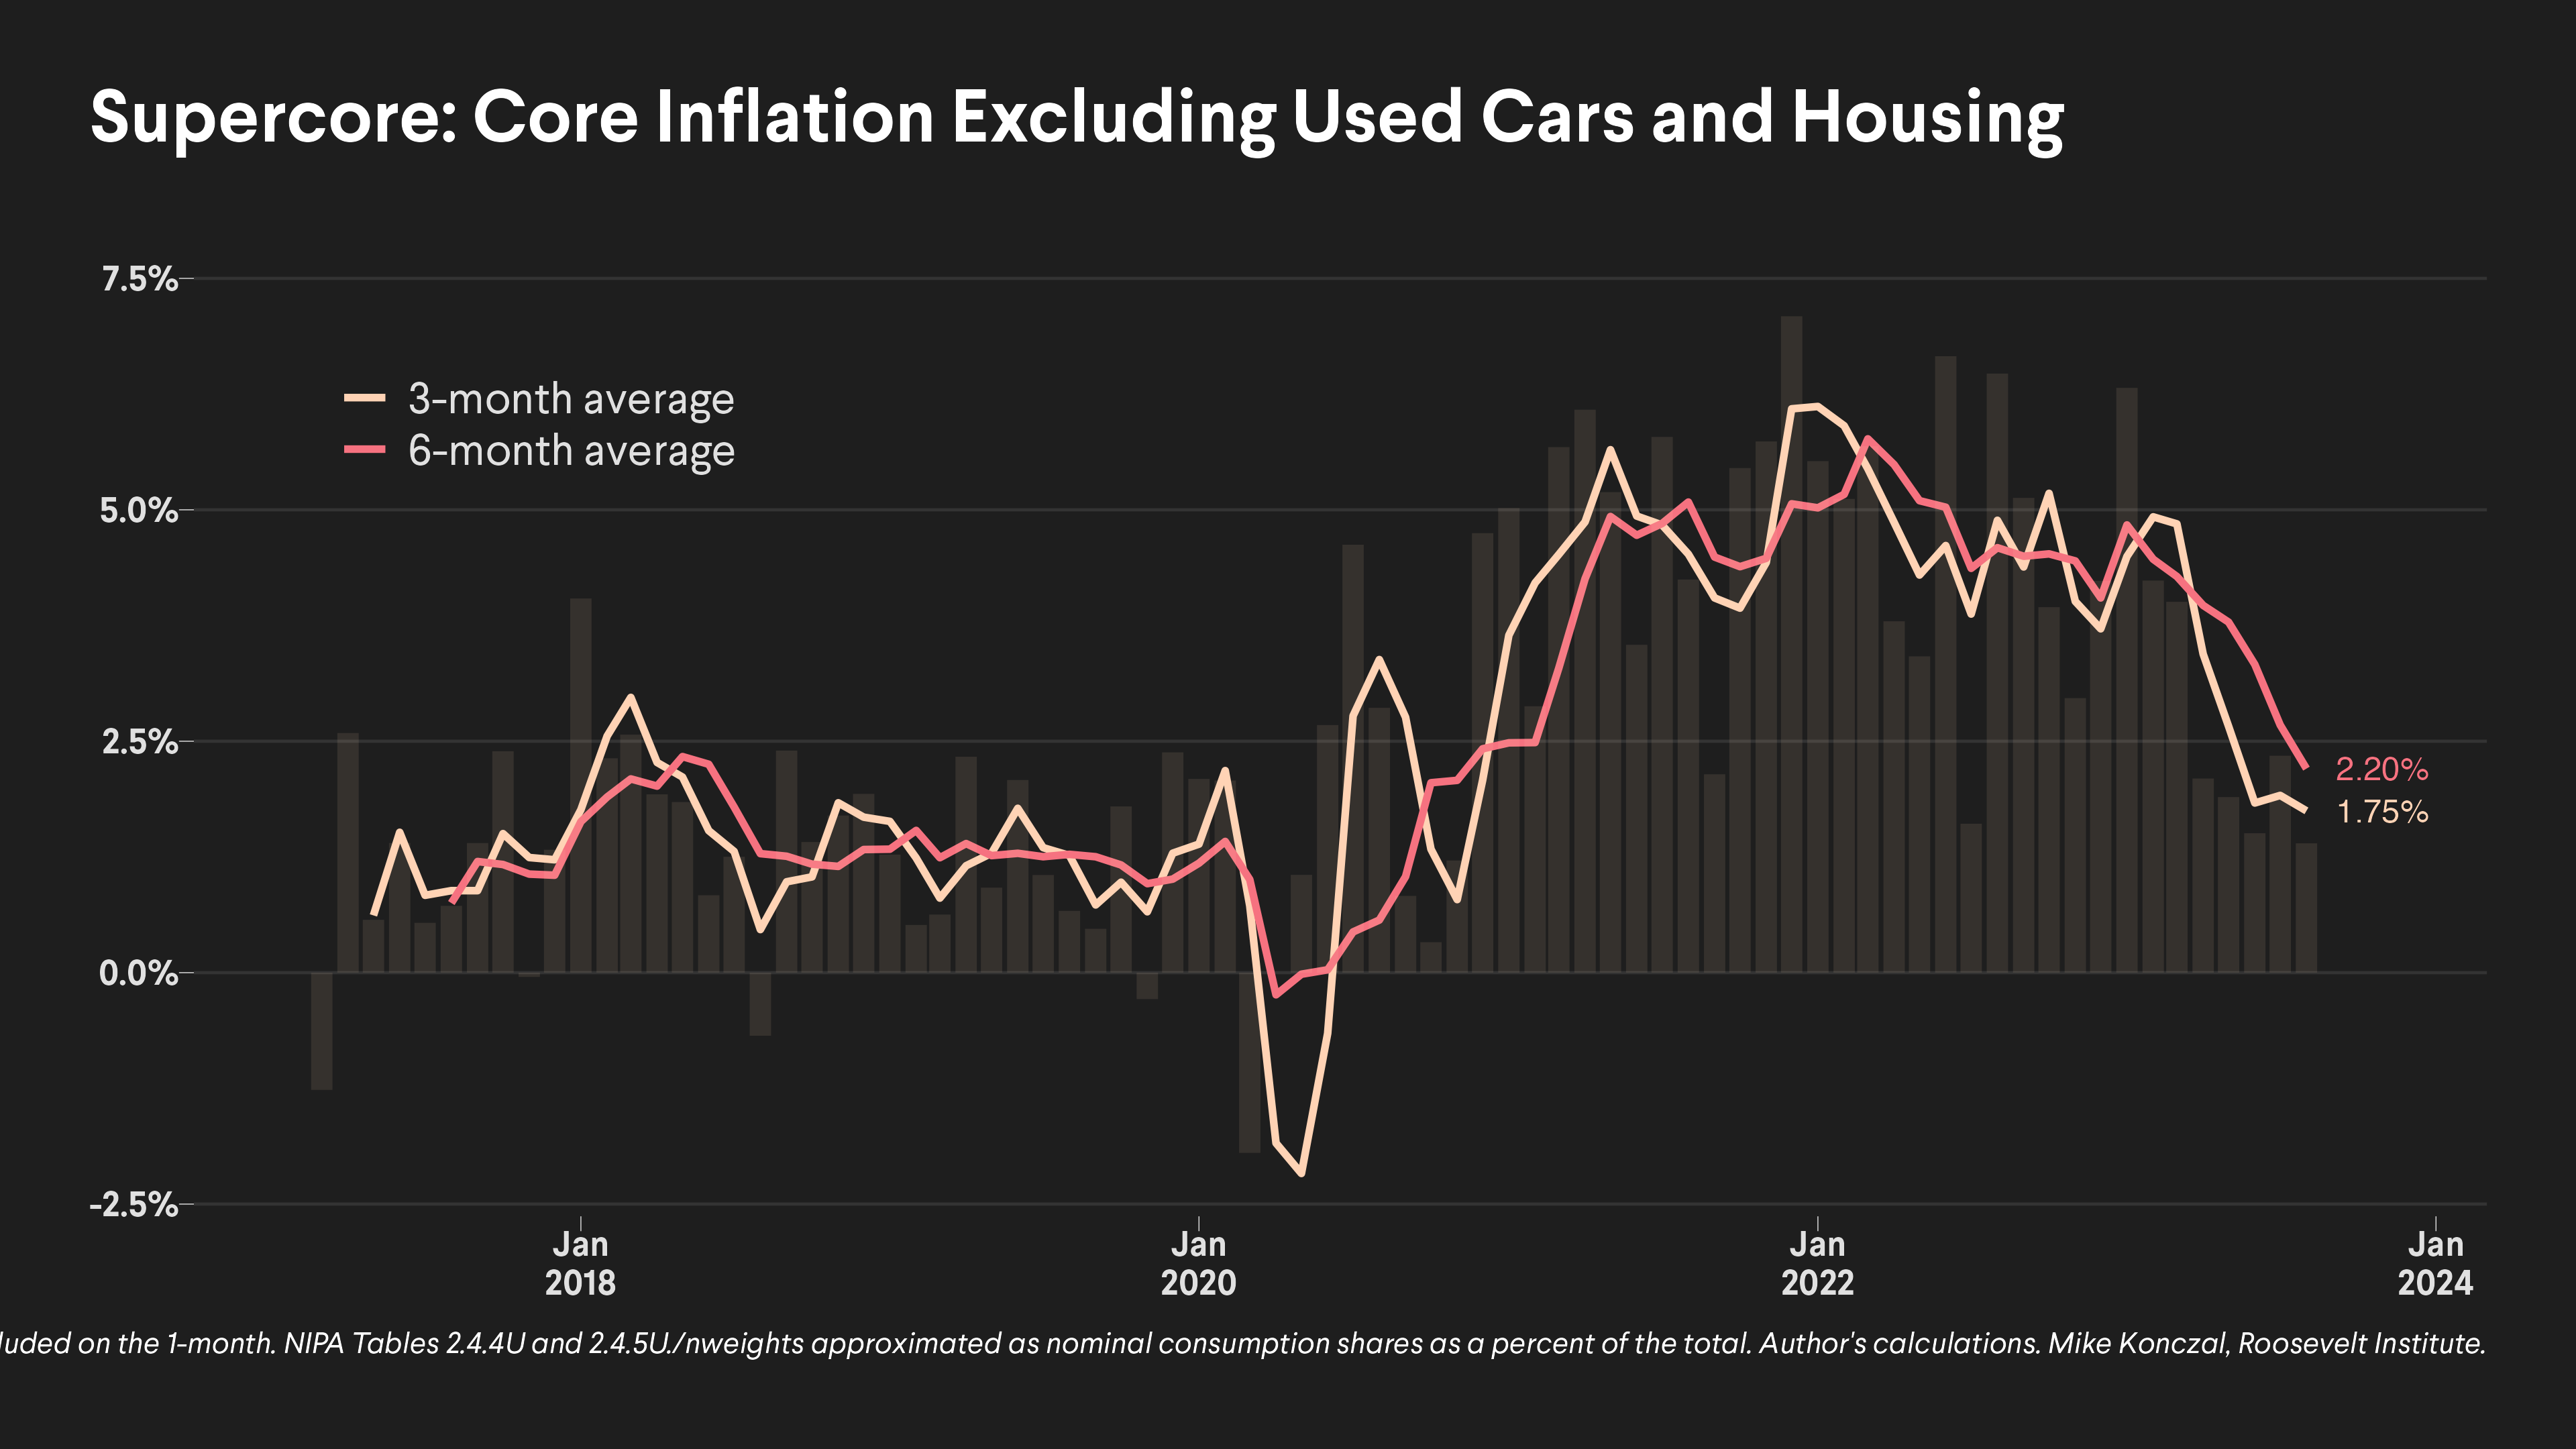 Supercore: Core Inflation Excluding Used Cars and Housing
7.5%
3-month average
6-month average
5.0%
2.5%
2.20%
1.75%
0.0%
-2.5%
Jan
2018
Jan
2020
Jan
2022
Jan
2024
on the 1-month. NIPA Tables 2.4.4U and 2.4.5U./nweights approximated as nominal consumption shares as a percent of the total. Author's calculations. Mike Konczal, Roosevelt Institute.